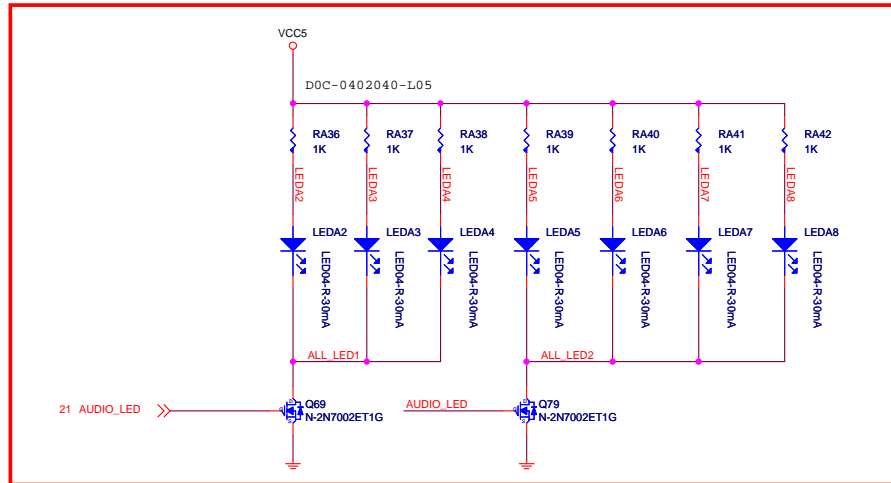 VCC5
D0C-0402040-L05
RA36
1K
RA37
1K
RA38
1K
RA39
1K
RA40
1K
RA41
1K
RA42
1K
LEDA2
LEDA3
LEDA4
LEDA5
LEDA6
LEDA7
LEDA8
LEDA2
LEDA3
LEDA4
LEDA5
LEDA6
LEDA7
LEDA8
LED04-R-30mA
LED04-R-30mA
LED04-R-30mA
LED04-R-30mA
LED04-R-30mA
LED04-R-30mA
LED04-R-30mA
ALL_LED1
ALL_LED2
21 AUDIO_LED
Q69
N-2N7002ET1G
AUDIO_LED
Q79
N-2N7002ET1G